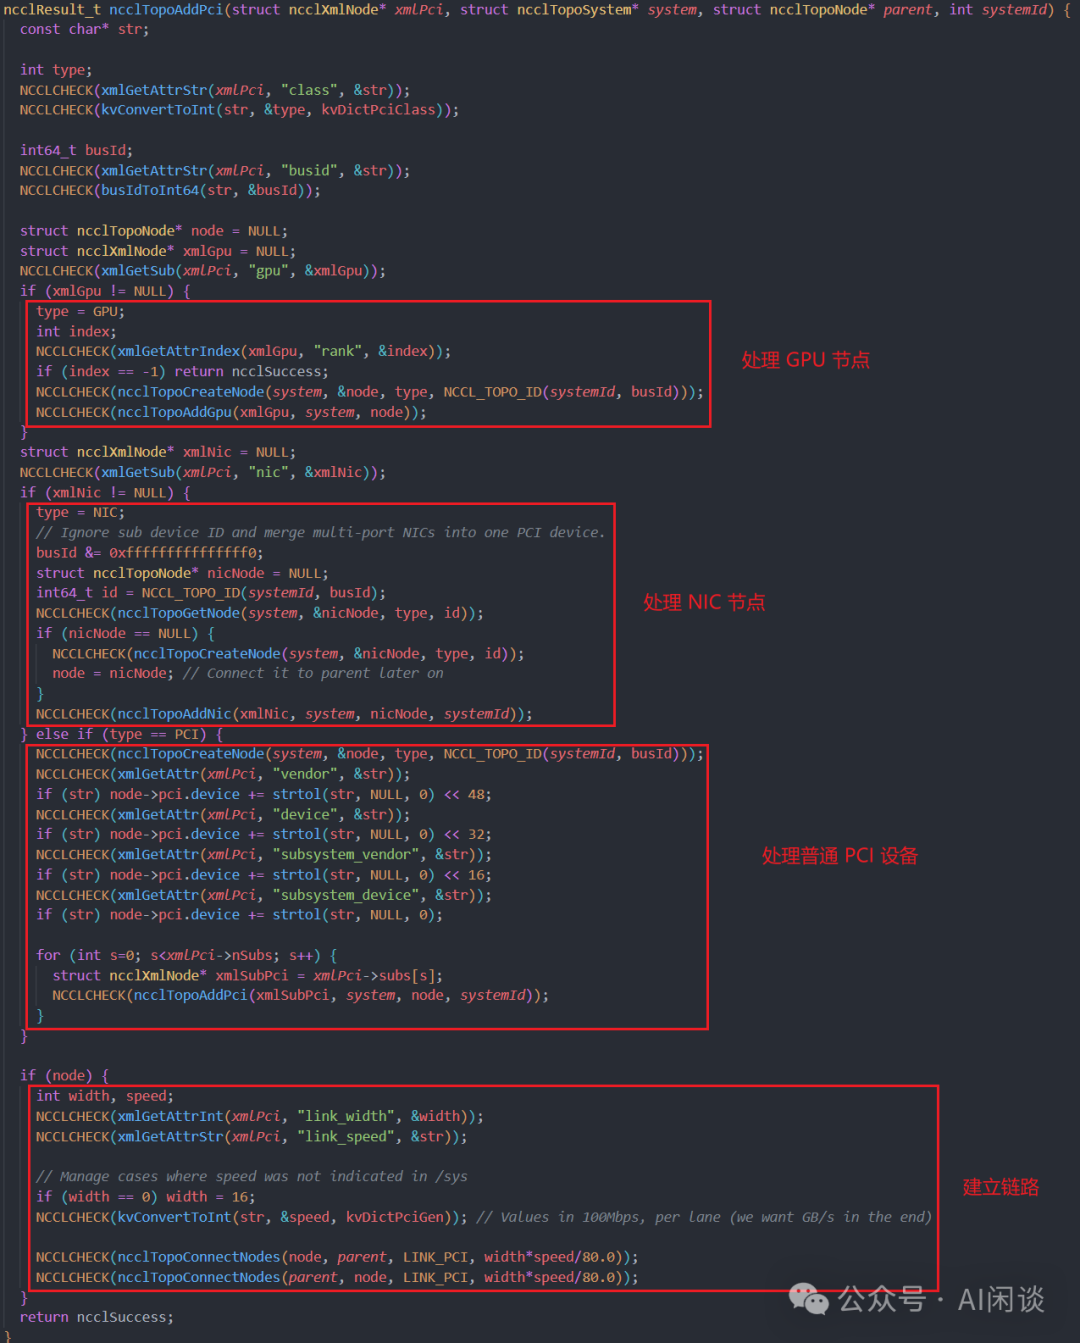 ncclResult_t ncclTopoAddPci(struct ncclXmlNode* xmlPci, struct ncclTopoSystem* system, struct ncclTopoNode* parent, int systemId) {
const char* str;
int type;
NCCLCHECK(xmlGetAttrStr(xmlPci, "class", &str));
NCCLCHECK(kvConvertToInt(str, &type, kvDictPciClass));
int64_t busId;
NCCLCHECK(xmlGetAttrStr(xmlPci, "busid", &str));
NCCLCHECK(busIdToInt64(str, &busId));
struct ncclTopoNode* node = NULL;
struct ncclXmlNode* xmlGpu = NULL;
NCCLCHECK(xmlGetSub(xmlPci, "gpu", &xmlGpu));
if (xmlGpu != NULL) {
type = GPU;
int index;
NCCLCHECK(xmlGetAttrIndex(xmlGpu, "rank", &index));
处理 GPU 节点
if (index == -1) return ncclSuccess;
NCCLCHECK(ncclTopoCreateNode(system, &node, type, NCCL_TOPO_ID(systemId, busId)));
NCCLCHECK(ncclTopoAddGpu(xmlGpu, system, node));
}
struct ncclXmlNode* xmlNic = NULL;
NCCLCHECK(xmlGetSub(xmlPci, "nic", &xmlNic));
if (xmlNic != NULL) {
type = NIC;
// Ignore sub device ID and merge multi-port NICs into one PCI device.
busId &= 0xfffffffffffffff0;
struct ncclTopoNode* nicNode = NULL;
int64_t id = NCCL_TOPO_ID(systemId, busId);
处理 NIC 节点
NCCLCHECK(ncclTopoGetNode(system, &nicNode, type, id));
if (nicNode == NULL) {
NCCLCHECK(ncclTopoCreateNode(system, &nicNode, type, id));
node = nicNode; // Connect it to parent later on
}
NCCLCHECK(ncclTopoAddNic(xmlNic, system, nicNode, systemId));
} else if (type == PCI) {
NCCLCHECK(ncclTopoCreateNode(system, &node, type, NCCL_TOPO_ID(systemId, busId)));
NCCLCHECK(xmlGetAttr(xmlPci, "vendor", &str));
if (str) node->pci.device += strtol(str, NULL, 0) << 48;
NCCLCHECK(xmlGetAttr(xmlPci, "device", &str));
if (str) node->pci.device += strtol(str, NULL, 0) << 32;
NCCLCHECK(xmlGetAttr(xmlPci, "subsystem_vendor", &str));
处理普通 PCI 设备
if (str) node->pci.device += strtol(str, NULL, 0) << 16;
NCCLCHECK(xmlGetAttr(xmlPci, "subsystem_device", &str));
if (str) node->pci.device += strtol(str, NULL, 0);
for (int s=0; s<xmlPci->nSubs; s++) {
struct ncclXmlNode* xmlSubPci = xmlPci->subs[s];
NCCLCHECK(ncclTopoAddPci(xmlSubPci, system, node, systemId));
}
}
if (node) {
int width, speed;
NCCLCHECK(xmlGetAttrInt(xmlPci, "link_width", &width));
NCCLCHECK(xmlGetAttrStr(xmlPci, "link_speed", &str));
// Manage cases where speed was not indicated in /sys
建立链路
if (width == 0) width = 16;
NCCLCHECK(kvConvertToInt(str, &speed, kvDictPciGen)); // Values in 100Mbps, per lane (we want GB/s in the end)
NCCLCHECK(ncclTopoConnectNodes(node, parent, LINK_PCI, width*speed/80.0));
NCCLCHECK(ncclTopoConnectNodes(parent, node, LINK_PCI, width*speed/80.0));
}
公众号 · AI闲谈
return ncclSuccess;
}